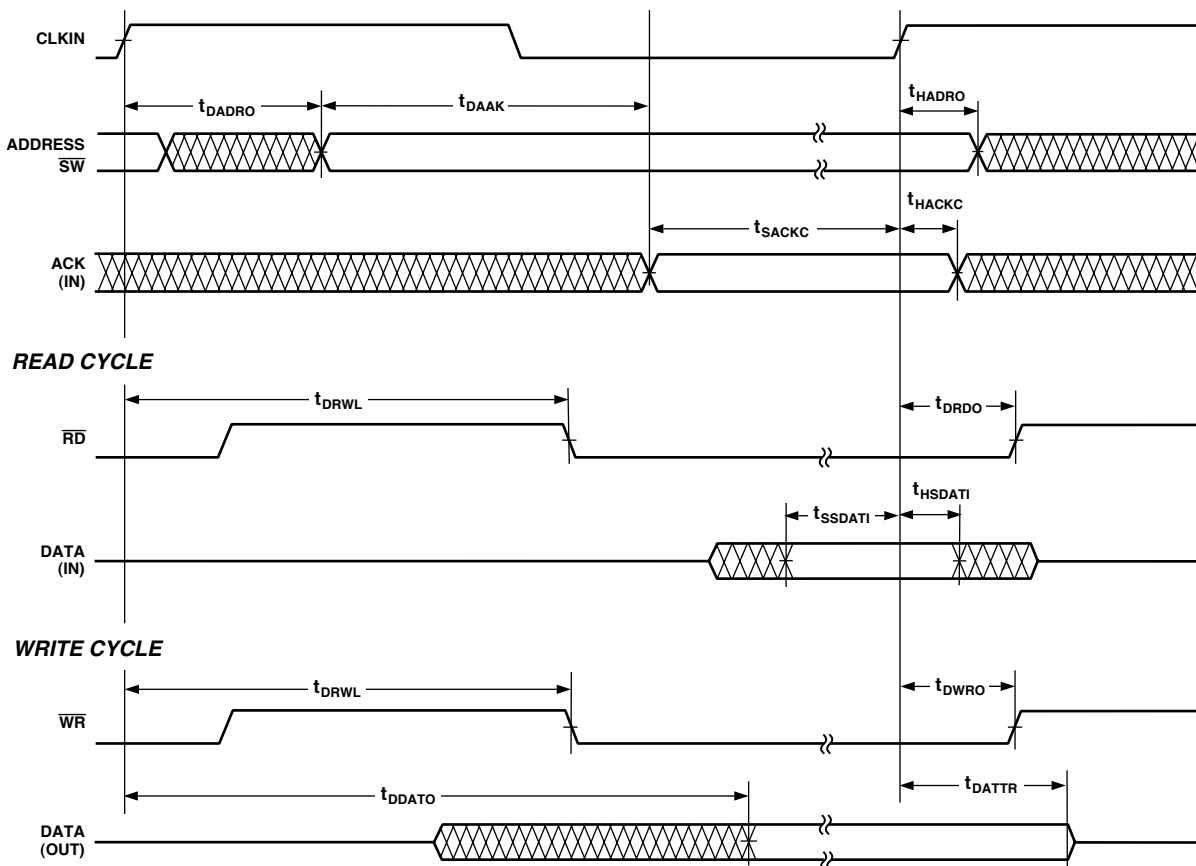 CLKIN
tDADRO
tDAAK
tHADRO
ADDRESS
SW
tHACKC
tSACKC
ACK
(IN)
READ CYCLE
tDRWL
tDRDO
RD
tHSDATI
tSSDATI
DATA
(IN)
WRITE CYCLE
tDRWL
tDWRO
WR
tDATTR
tDDATO
DATA
(OUT)